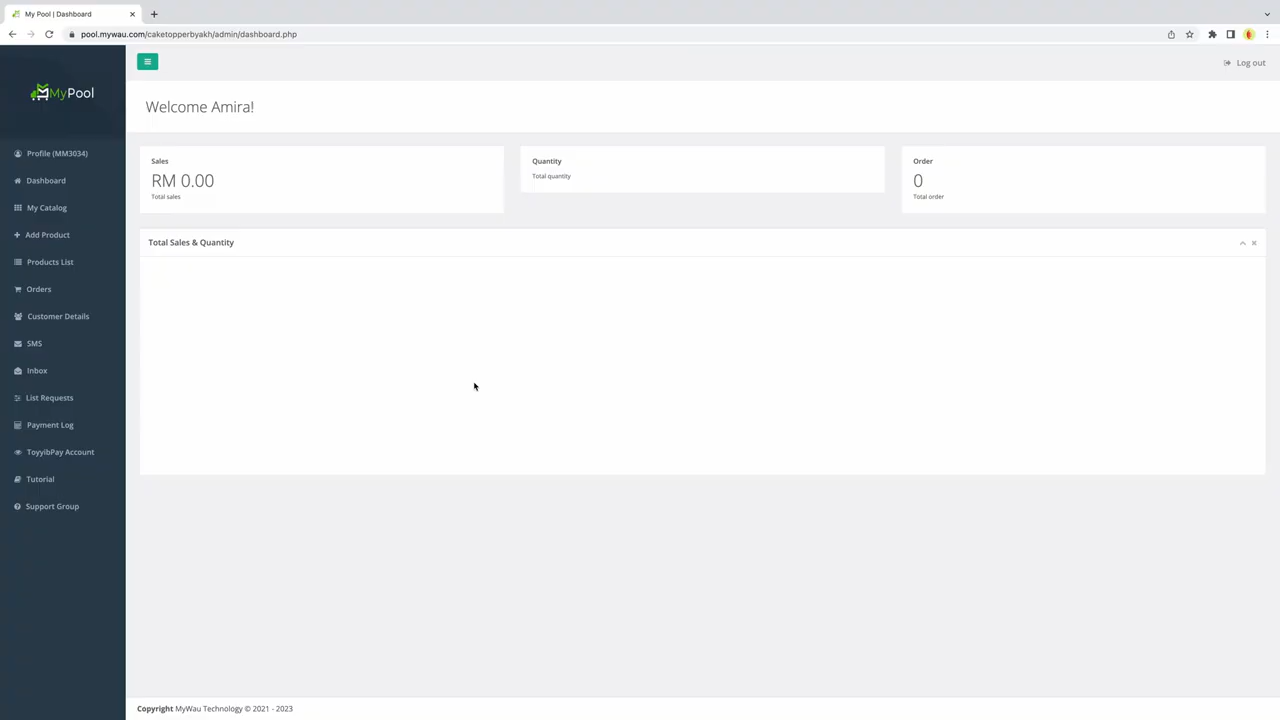 My Pool | Dashboard
pool.mywau.com/caketopperbyakh/admin/dashboard.php
MyPool
Log out
Welcome Amira!
Profile (MM3034)
Dashboard
My Catalog
Add Product
Products List
Orders
Customer Details
SMS
Inbox
List Requests
Payment Log
ToyyibPay Account
Tutorial
Support Group
Sales
RM 0.00
Total sales
Quantity
Total quantity
Order
0
Total order
Total Sales & Quantity
Copyright MyWau Technology © 2021 - 2023